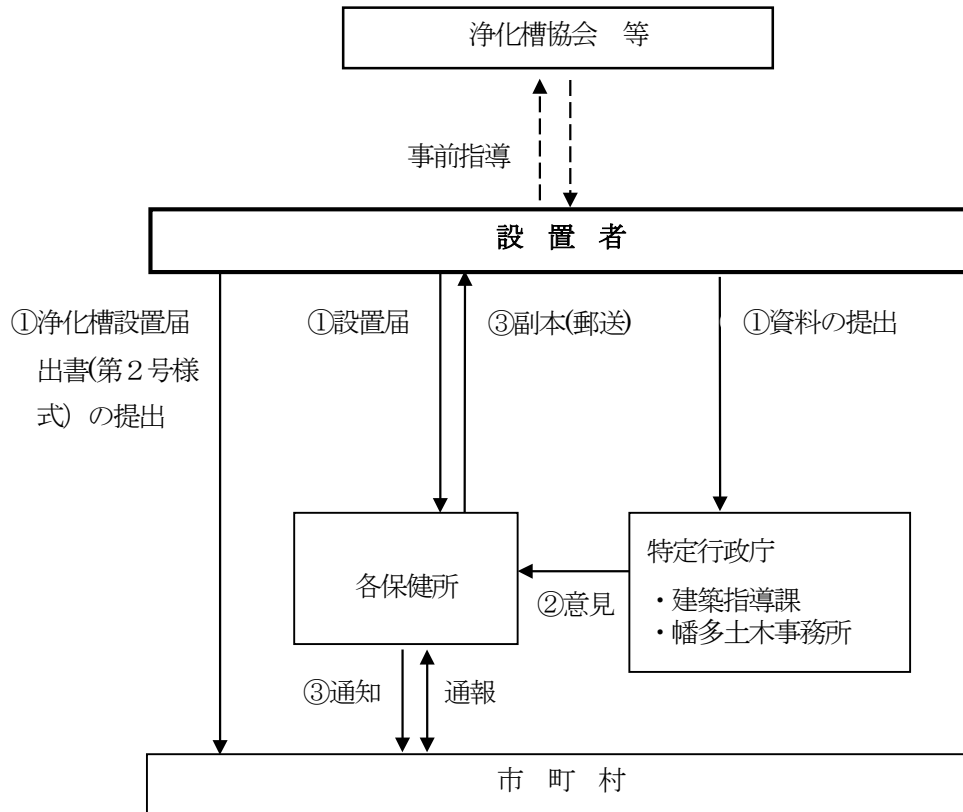 浄化槽協会　等
事前指導
設　置　者
①浄化槽設置届
出書(第２号様
式）の提出
①設置届
③副本(郵送)
①資料の提出
各保健所
②意見
特定行政庁
・建築指導課
・幡多土木事務所
③通知
通報
市　町　村